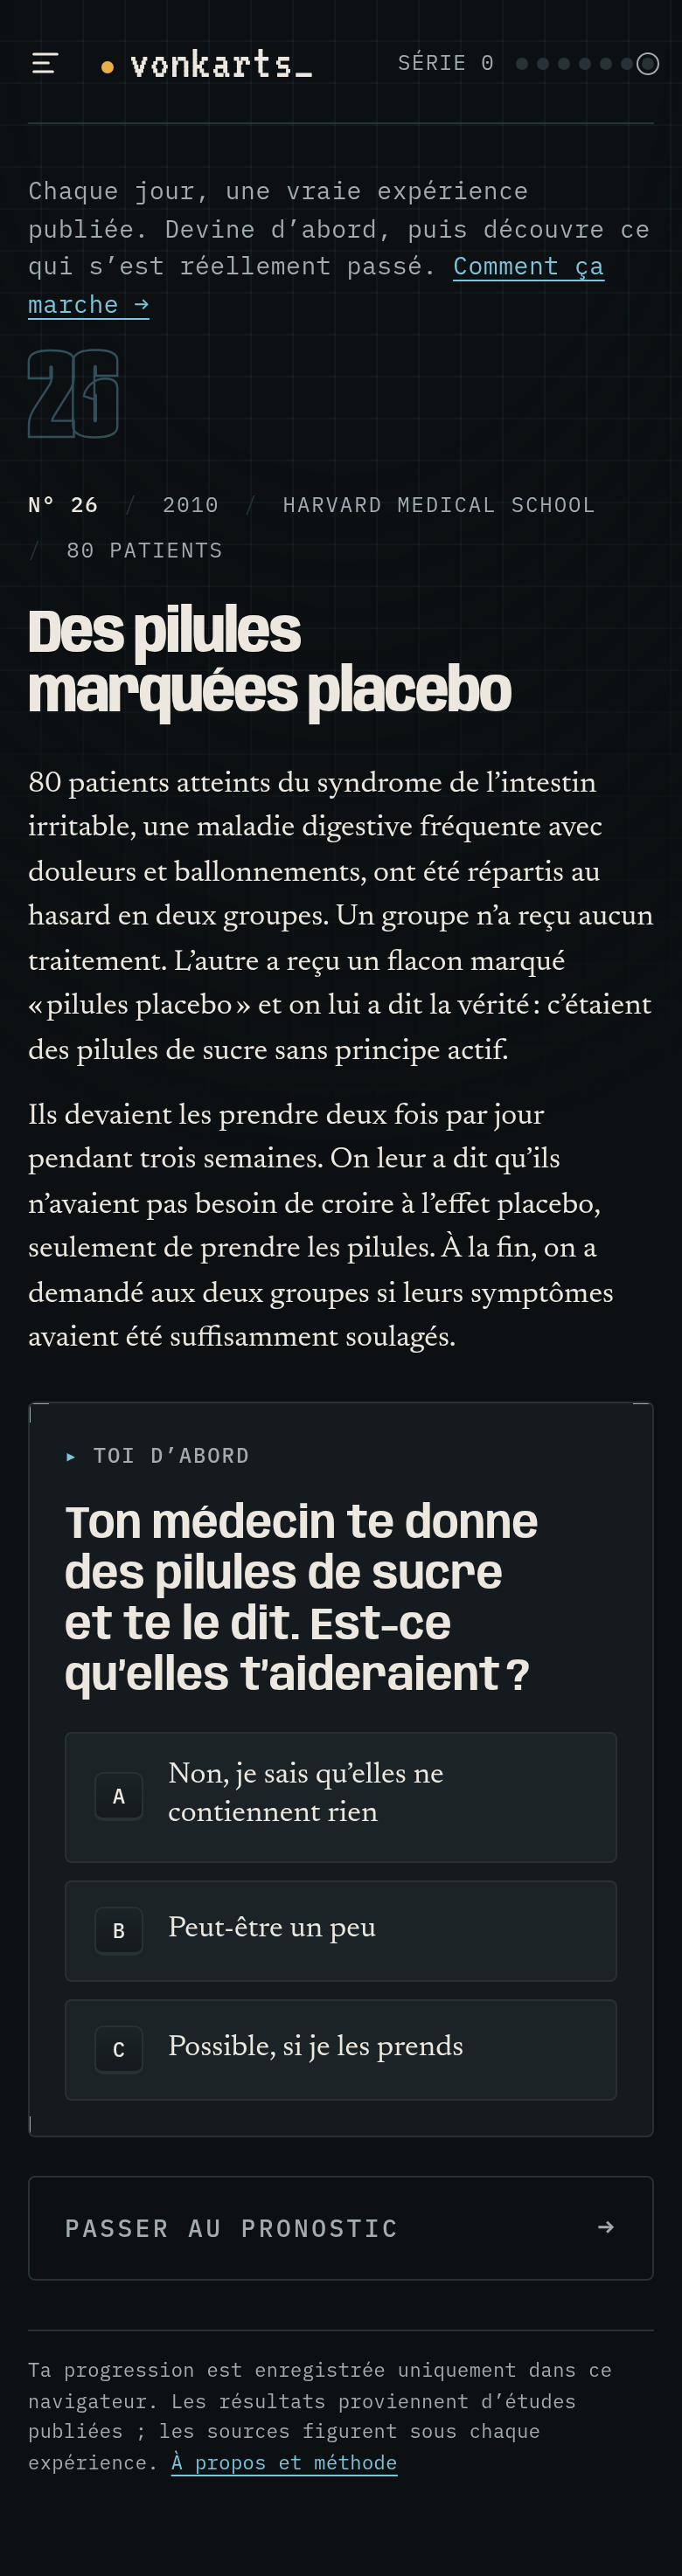 vonkarts_
SÉRIE 0
Chaque jour, une vraie expérience
publiée. Devine d’abord, puis découvre ce
qui s’est réellement passé. Comment ça
marche →
26
N° 26 / 2010 / HARVARD MEDICAL SCHOOL
/ 80 PATIENTS
Des pilules
marquées placebo
80 patients atteints du syndrome de l’intestin
irritable, une maladie digestive fréquente avec
douleurs et ballonnements, ont été répartis au
hasard en deux groupes. Un groupe n’a reçu aucun
traitement. L’autre a reçu un flacon marqué
« pilules placebo » et on lui a dit la vérité : c’étaient
des pilules de sucre sans principe actif.
Ils devaient les prendre deux fois par jour
pendant trois semaines. On leur a dit qu’ils
n’avaient pas besoin de croire à l’effet placebo,
seulement de prendre les pilules. À la fin, on a
demandé aux deux groupes si leurs symptômes
avaient été suffisamment soulagés.
▸ TOI D’ABORD
Ton médecin te donne
des pilules de sucre
et te le dit. Est-ce
qu’elles t’aideraient ?
A Non, je sais qu’elles ne
contiennent rien
B Peut-être un peu
C Possible, si je les prends
PASSER AU PRONOSTIC →
Ta progression est enregistrée uniquement dans ce
navigateur. Les résultats proviennent d’études
publiées ; les sources figurent sous chaque
expérience. À propos et méthode